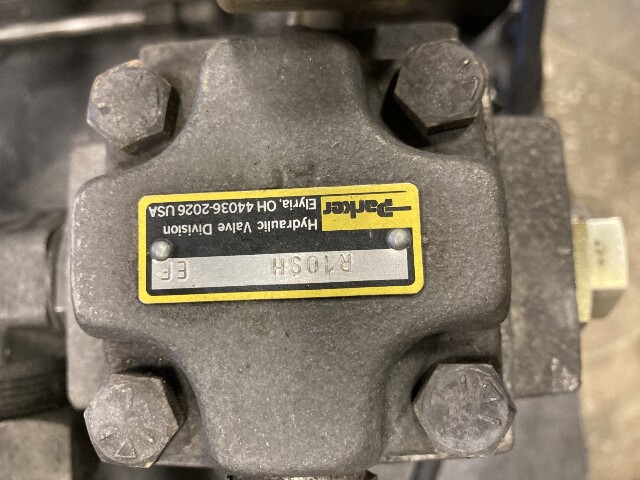 Parker
Hydraulic Valve Division
Elyria, OH 44036-2026 USA
R10SH EF